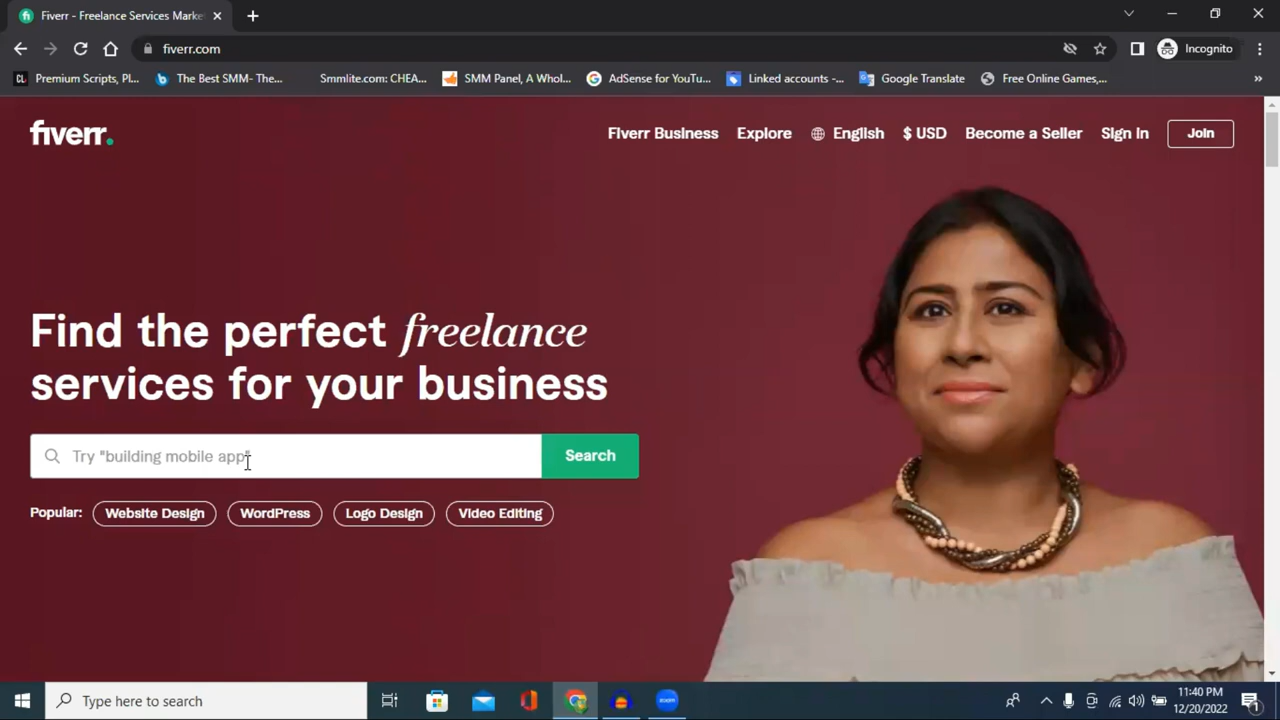 Fiverr - Freelance Services Marke
fiverr.com
Incognito
Premium Scripts, Pl...
The Best SMM- The...
Smmlite.com: CHEA...
SMM Panel, A Whol...
AdSense for YouTu...
Linked accounts -...
Google Translate
Free Online Games,...
»
fiverr.
Fiverr Business
Explore
English
$ USD
Become a Seller
Sign In
Join
Find the perfect freelance
services for your business
Try "building mobile app"
Search
Popular:
Website Design
WordPress
Logo Design
Video Editing
Type here to search
zoom
11:40 PM
12/20/2022
1